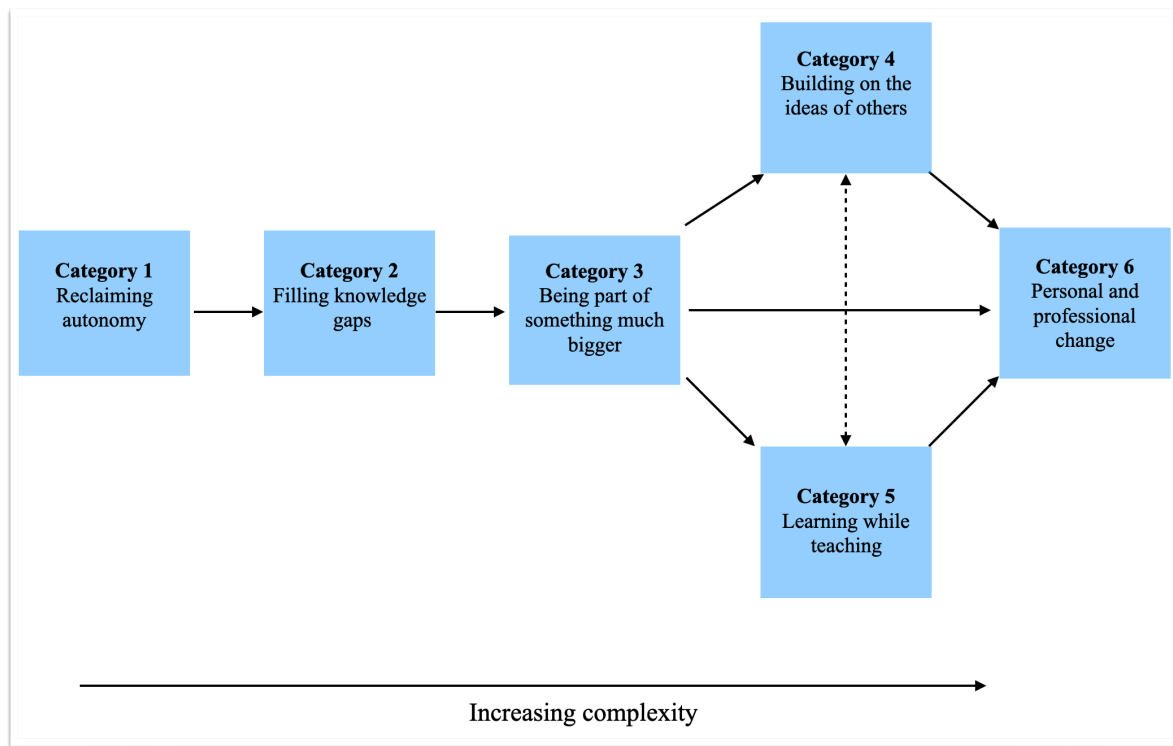 Category 1
Reclaiming
autonomy
Category 2
Filling knowledge
gaps
Category 3
Being part of
something much
bigger
Category 4
Building on the
ideas of others
Category 5
Learning while
teaching
Category 6
Personal and
professional
change
Increasing complexity